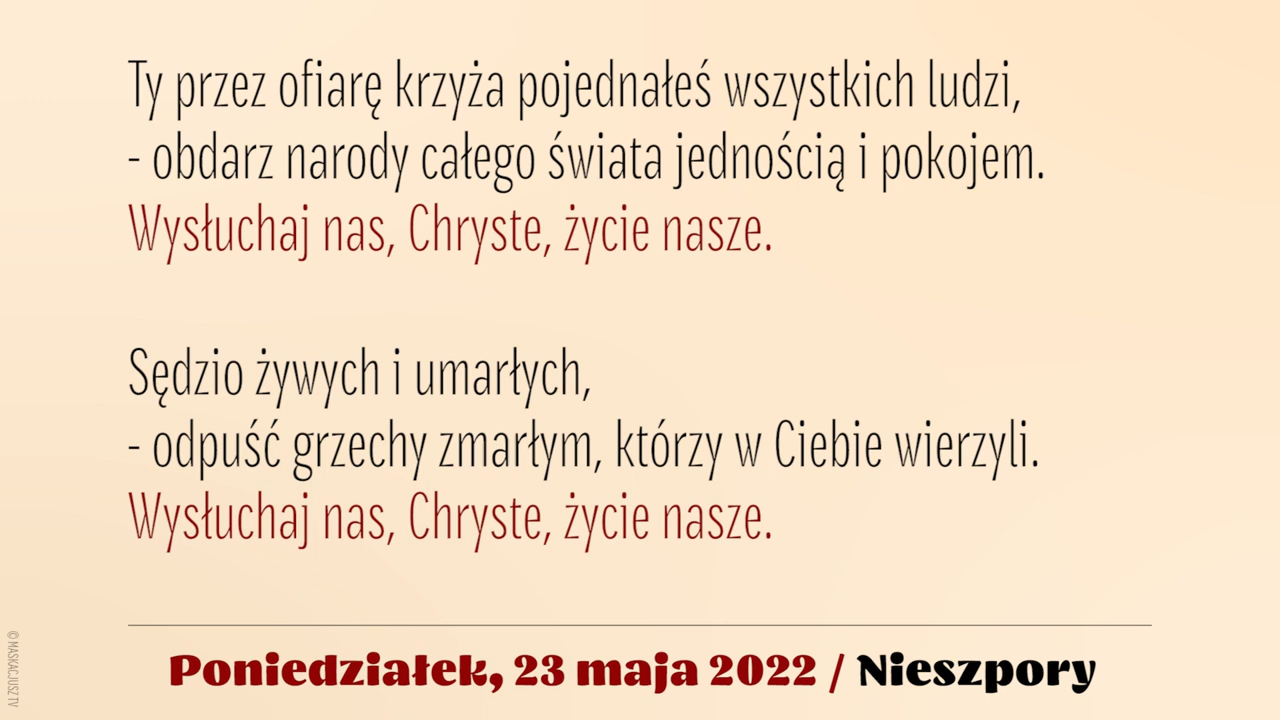 Ty przez ofiarę krzyża pojednałeś wszystkich ludzi,
- obdarz narody całego świata jednością i pokojem.
Wysłuchaj nas, Chryste, życie nasze.
Sędzio żywych i umarłych,
- odpuść grzechy zmarłym, którzy w Ciebie wierzyli.
Wysłuchaj nas, Chryste, życie nasze.
Poniedziałek, 23 maja 2022 / Nieszpory
© MASKACJUSZ TV